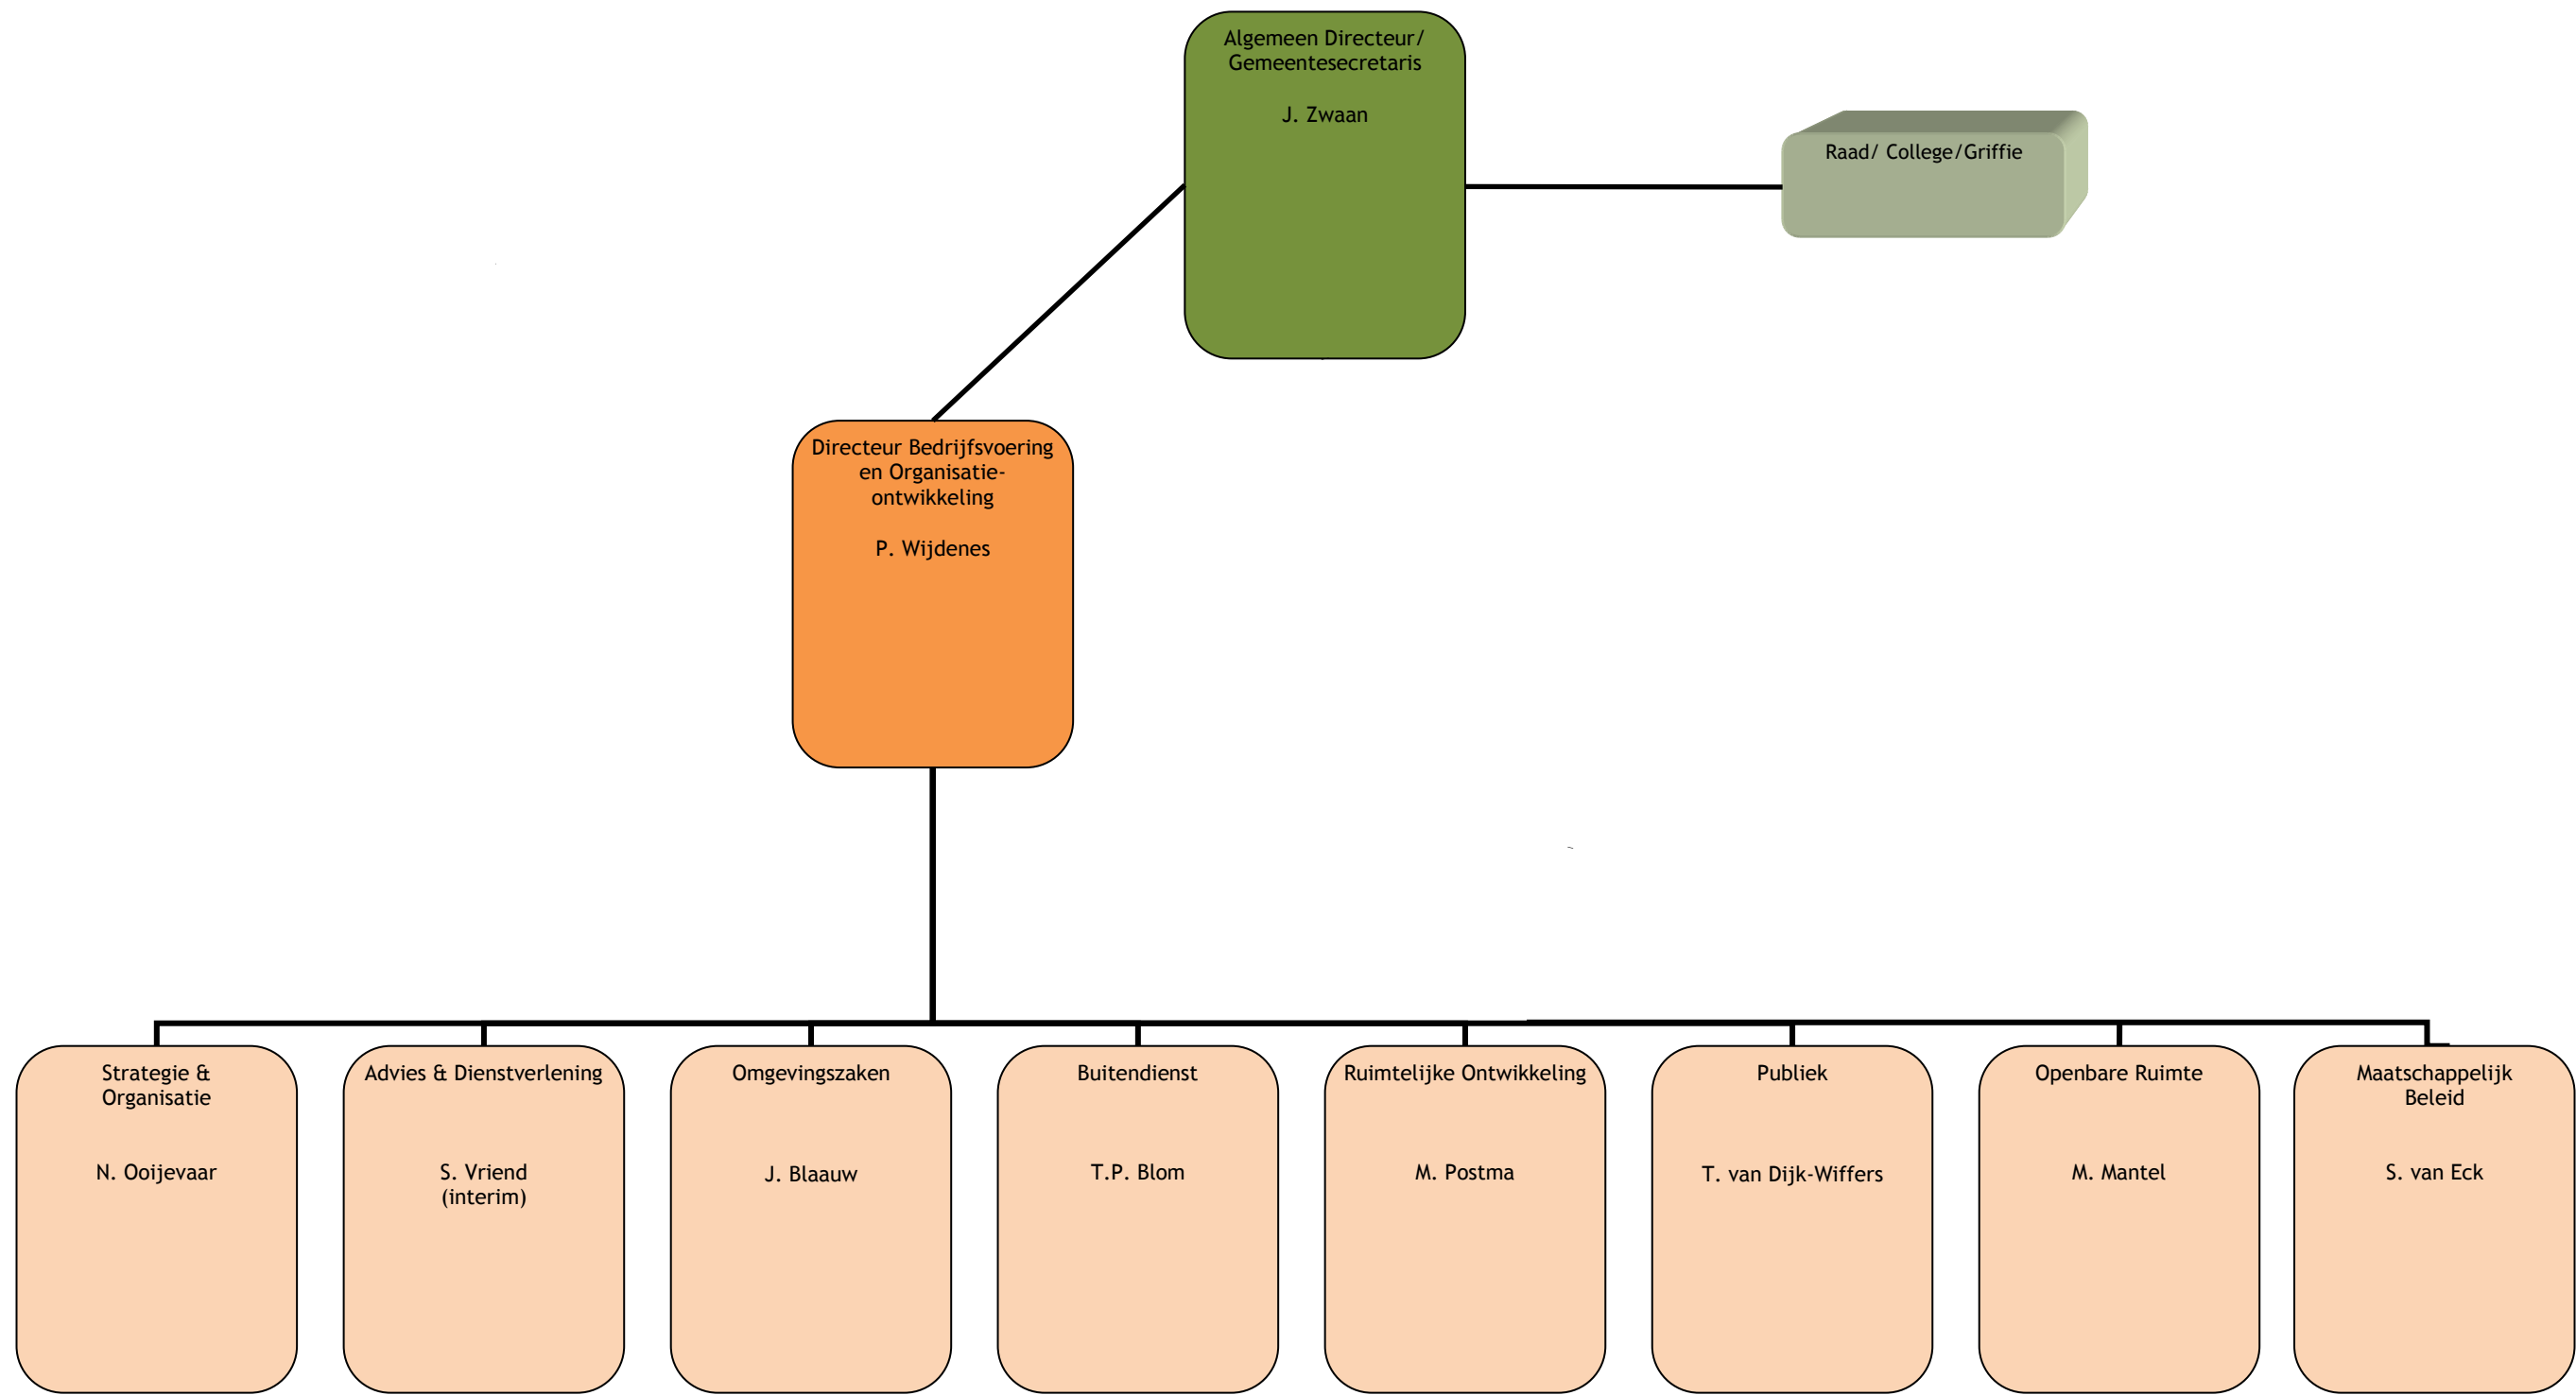 Algemeen Directeur/
Gemeentesecretaris
J. Zwaan
Raad/ College/Griffie
Directeur Bedrijfsvoering
en Organisatie-
ontwikkeling
P. Wijdenes
Strategie &
Organisatie
N. Ooijevaar
Advies & Dienstverlening
S. Vriend
(interim)
Omgevingszaken
J. Blaauw
Buitendienst
T.P. Blom
Ruimtelijke Ontwikkeling
M. Postma
Publiek
T. van Dijk-Wiffers
Openbare Ruimte
M. Mantel
Maatschappelijk
Beleid
S. van Eck